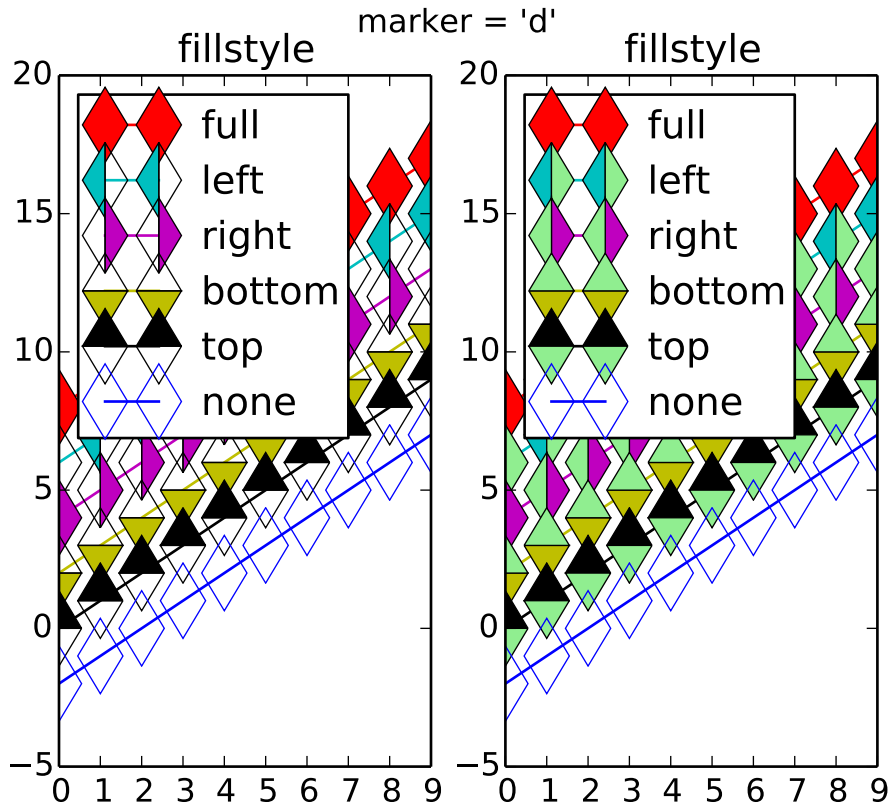 marker = 'd'
fillstyle
20
15
10
5
0
−5
0 1 2 3 4 5 6 7 8 9
full
left
right
bottom
top
none
fillstyle
20
15
10
5
0
−5
0 1 2 3 4 5 6 7 8 9
full
left
right
bottom
top
none